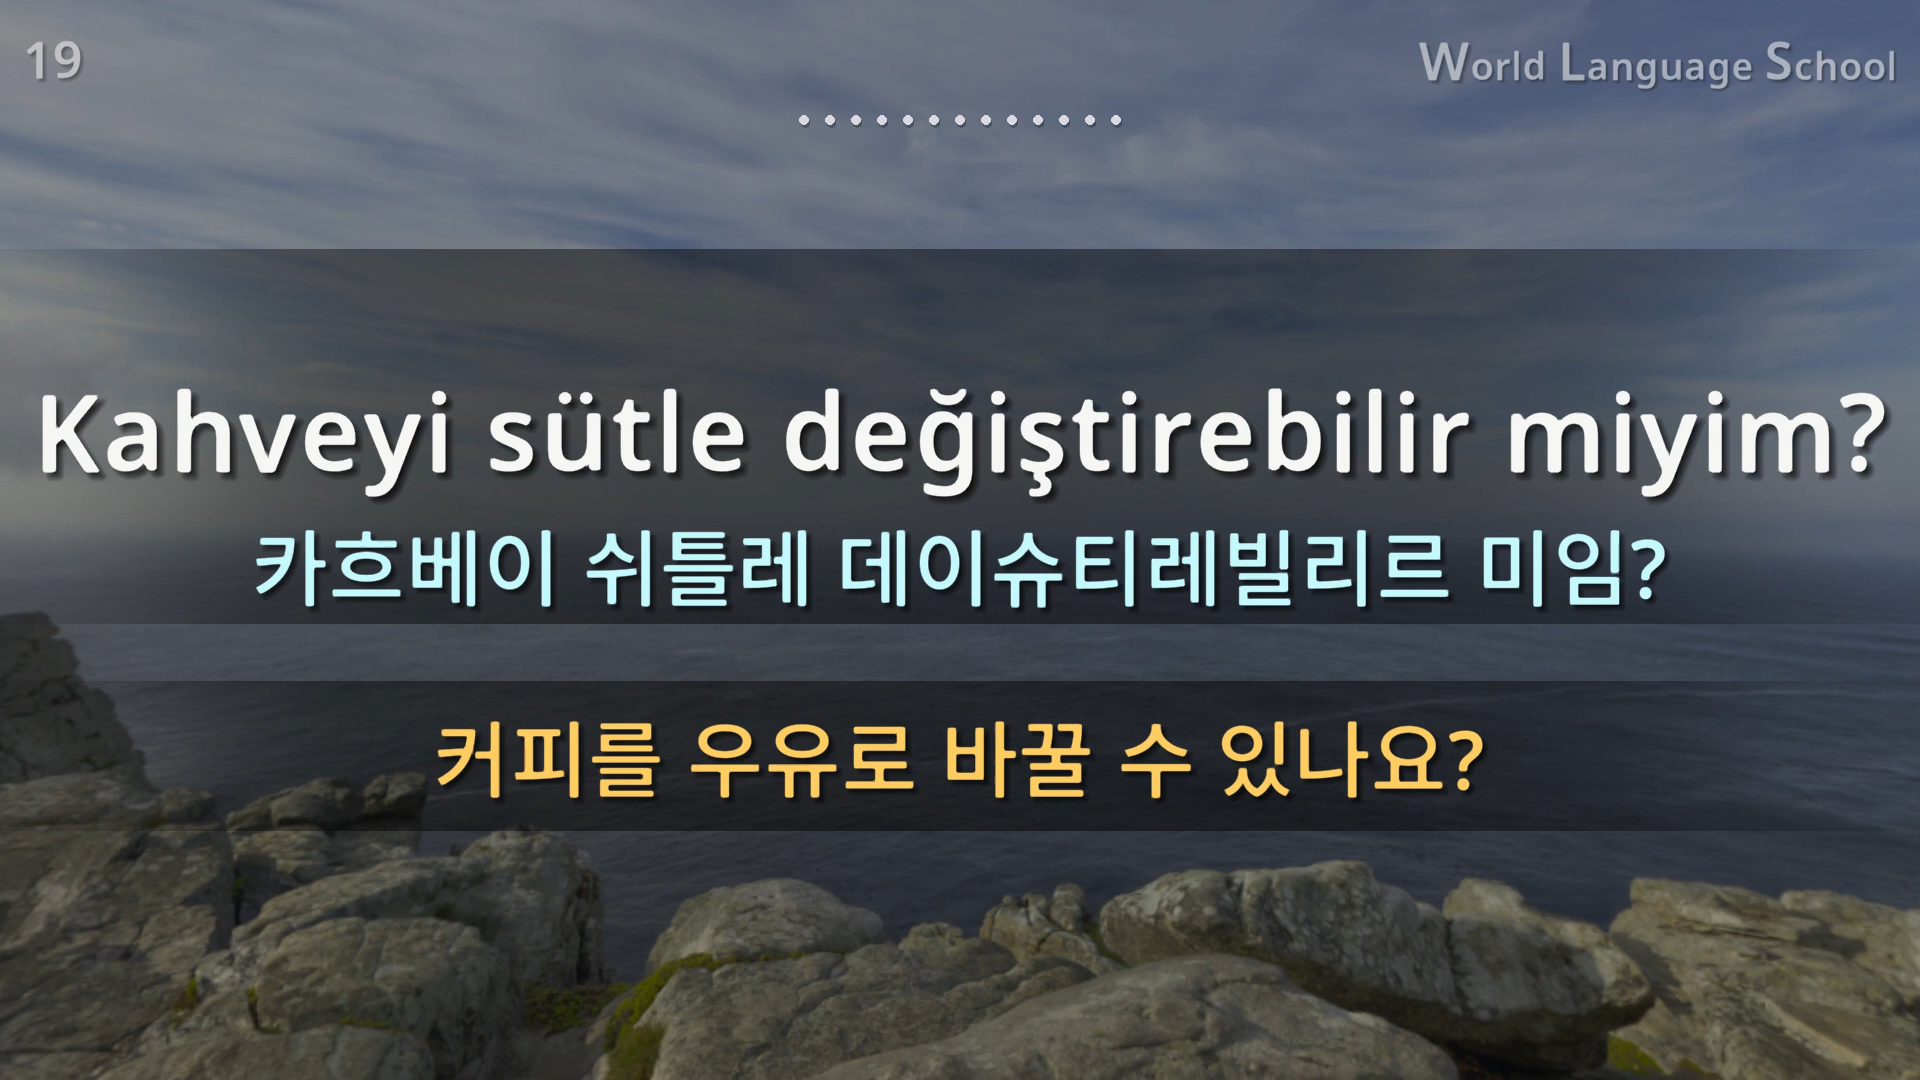 19
World Language School
Kahveyi sütle değiştirebilir miyim?
카흐베이 쉬틀레 데이슈티레빌리르 미임?
커피를 우유로 바꿀 수 있나요?